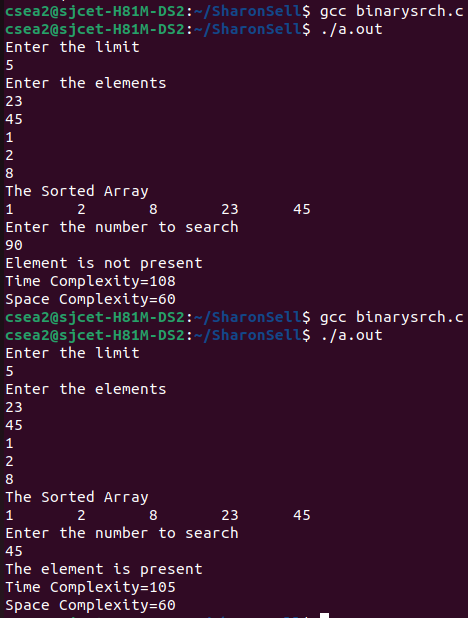 csea2@sjcet-H81M-DS2:~/SharonSell$ gcc binarysrch.c
csea2@sjcet-H81M-DS2:~/SharonSell$ ./a.out
Enter the limit
5
Enter the elements
23
45
1
2
8
The Sorted Array
1 2 8 23 45
Enter the number to search
90
Element is not present
Time Complexity=108
Space Complexity=60
csea2@sjcet-H81M-DS2:~/SharonSell$ gcc binarysrch.c
csea2@sjcet-H81M-DS2:~/SharonSell$ ./a.out
Enter the limit
5
Enter the elements
23
45
1
2
8
The Sorted Array
1 2 8 23 45
Enter the number to search
45
The element is present
Time Complexity=105
Space Complexity=60
csea2@sjcet-H81M-DS2:~/SharonSell$